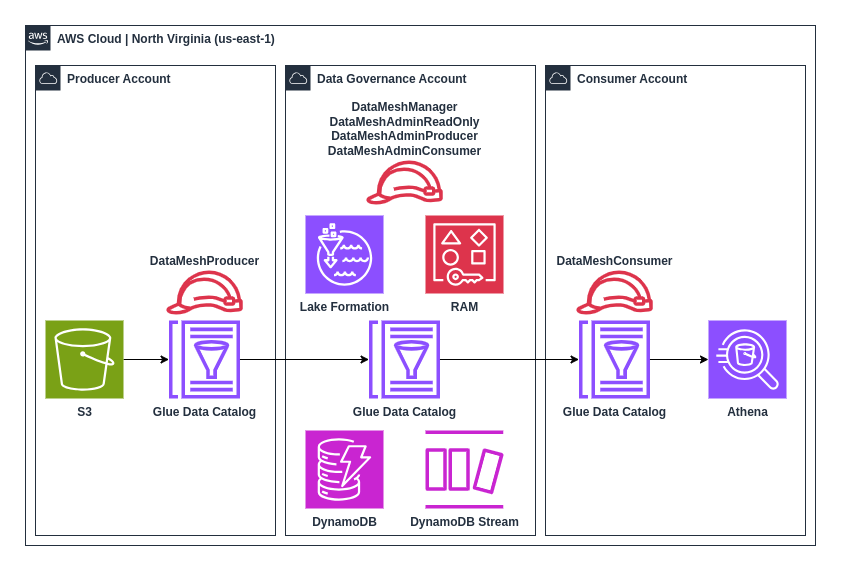 aws
AWS Cloud | North Virginia (us-east-1)
Producer Account
Data Governance Account
Consumer Account
DataMeshManager
DataMeshAdminReadOnly
DataMeshAdminProducer
DataMeshAdminConsumer
DataMeshProducer
DataMeshConsumer
Lake Formation
RAM
S3
Glue Data Catalog
Glue Data Catalog
Glue Data Catalog
Athena
DynamoDB
DynamoDB Stream